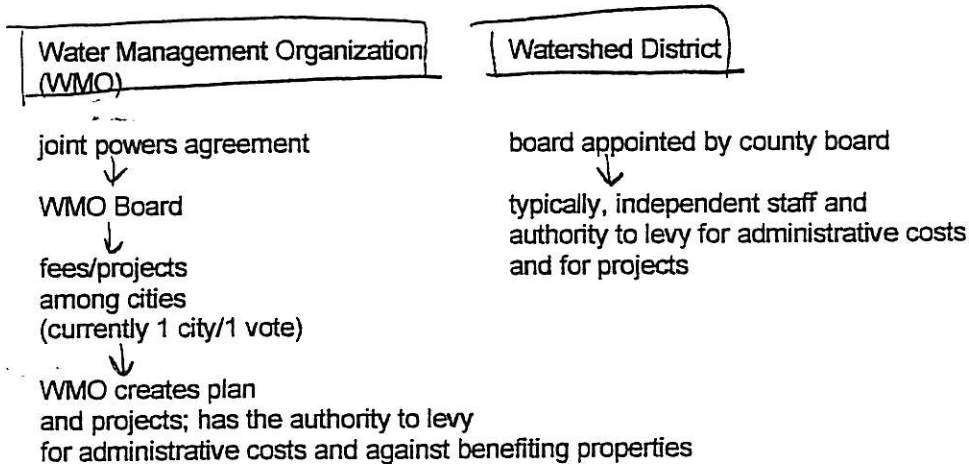 Water Management Organization
(WMO)
joint powers agreement
WMO Board
fees/projects
among cities
(currently 1 city/1 vote)
WMO creates plan
and projects; has the authority to levy
for administrative costs and against benefiting properties
Watershed District
board appointed by county board
typically, independent staff and
authority to levy for administrative costs
and for projects